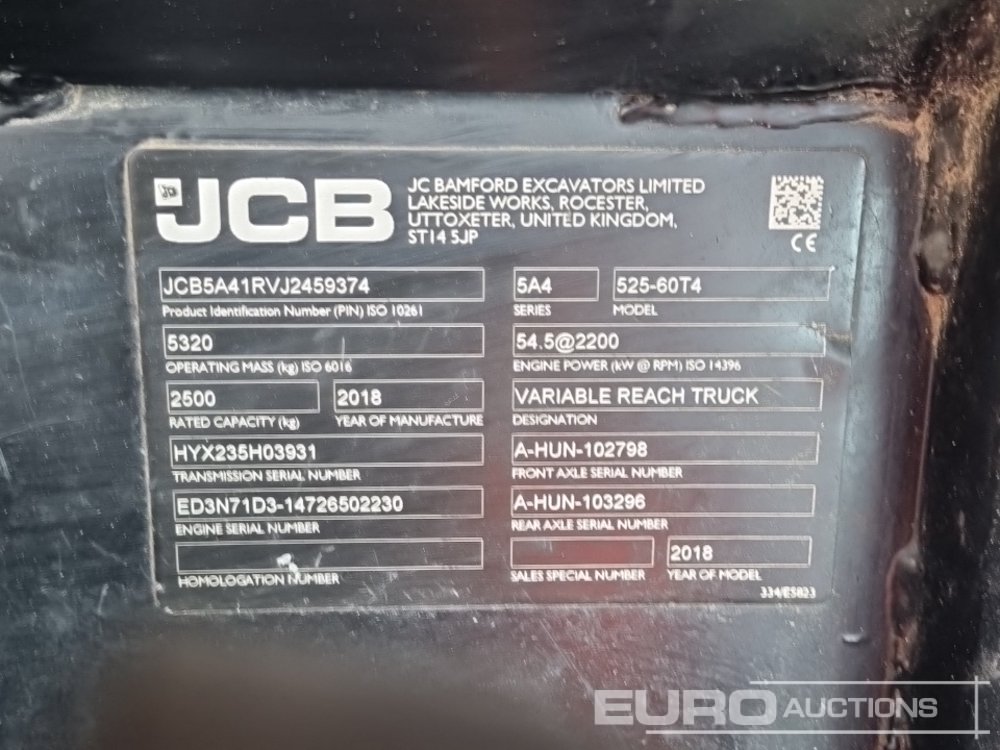 JCB
JC BAMFORD EXCAVATORS LIMITED
LAKESIDE WORKS, ROCESTER,
UTTOXETER, UNITED KINGDOM,
ST14 5JP
CE
JCB5A41RVJ2459374
Product Identification Number (PIN) ISO 10261
5A4
SERIES
525-60T4
MODEL
5320
OPERATING MASS (kg) ISO 6016
54.5@2200
ENGINE POWER (kW @ RPM) ISO 14396
2500
RATED CAPACITY (kg)
2018
YEAR OF MANUFACTURE
VARIABLE REACH TRUCK
DESIGNATION
HYX235H03931
TRANSMISSION SERIAL NUMBER
A-HUN-102798
FRONT AXLE SERIAL NUMBER
ED3N71D3-14726502230
ENGINE SERIAL NUMBER
A-HUN-103296
REAR AXLE SERIAL NUMBER
HOMOLOGATION NUMBER
SALES SPECIAL NUMBER
2018
YEAR OF MODEL
334/E5823
EURO AUCTIONS